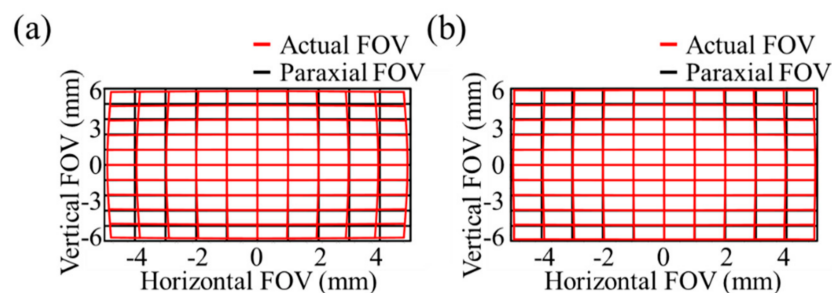 (a)
Actual FOV
Paraxial FOV
Vertical FOV (mm)
6
3
0
-3
-6
-4 -2 0 2 4
Horizontal FOV (mm)
(b)
Actual FOV
Paraxial FOV
Vertical FOV (mm)
6
3
0
-3
-6
-4 -2 0 2 4
Horizontal FOV (mm)